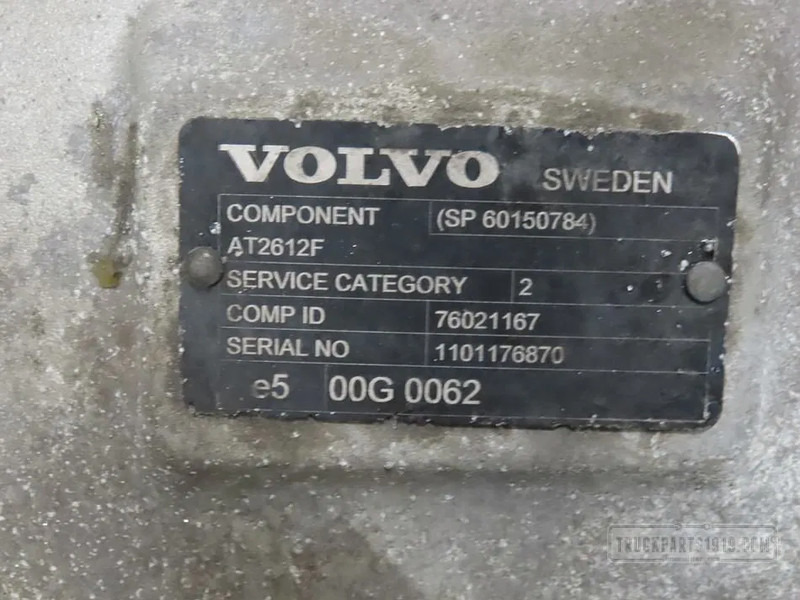 VOLVO SWEDEN
COMPONENT (SP 60150784)
AT2612F
SERVICE CATEGORY 2
COMP ID 76021167
SERIAL NO 1101176870
e5 00G 0062
TRUCKPARTS1919.COM